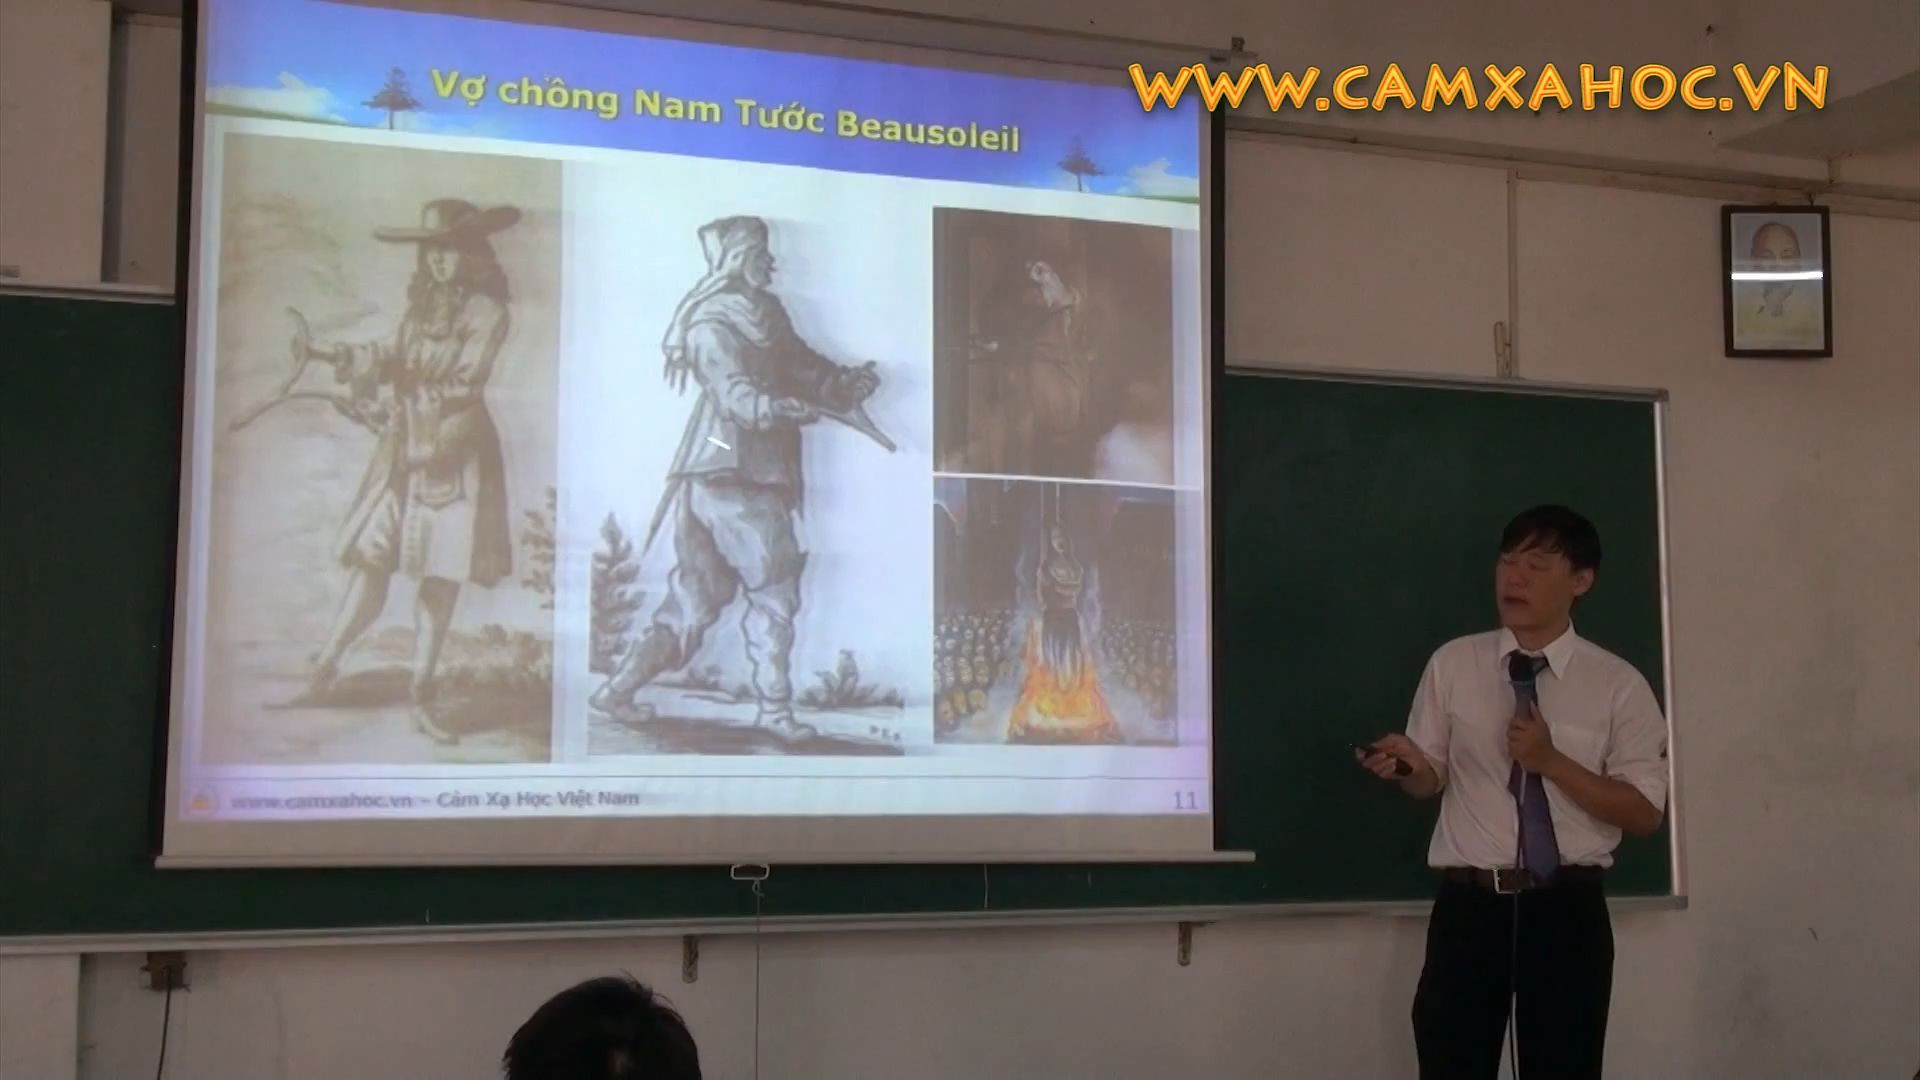 WWW.CAMXAHOC.VN
Vợ chồng Nam Tước Beausoleil
www.camxahoc.vn – Cảm Xạ Học Việt Nam
11